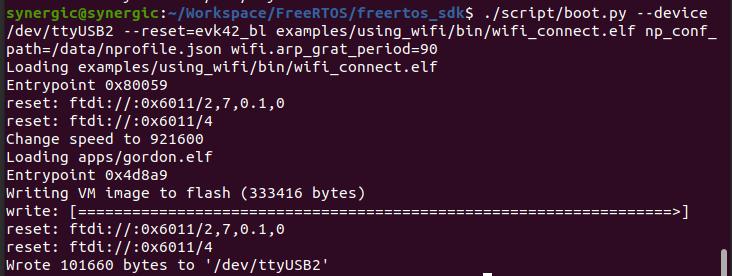 synergic@synergic:~/Workspace/FreeRTOS/freertos_sdk$ ./script/boot.py --device
/dev/ttyUSB2 --reset=evk42_bl examples/using_wifi/bin/wifi_connect.elf np_conf_
path=/data/nprofile.json wifi.arp_grat_period=90
Loading examples/using_wifi/bin/wifi_connect.elf
Entrypoint 0x80059
reset: ftdi://:0x6011/2,7,0.1,0
reset: ftdi://:0x6011/4
Change speed to 921600
Loading apps/gordon.elf
Entrypoint 0x4d8a9
Writing VM image to flash (333416 bytes)
write: [==================================================================>]
reset: ftdi://:0x6011/2,7,0.1,0
reset: ftdi://:0x6011/4
Wrote 101660 bytes to '/dev/ttyUSB2'